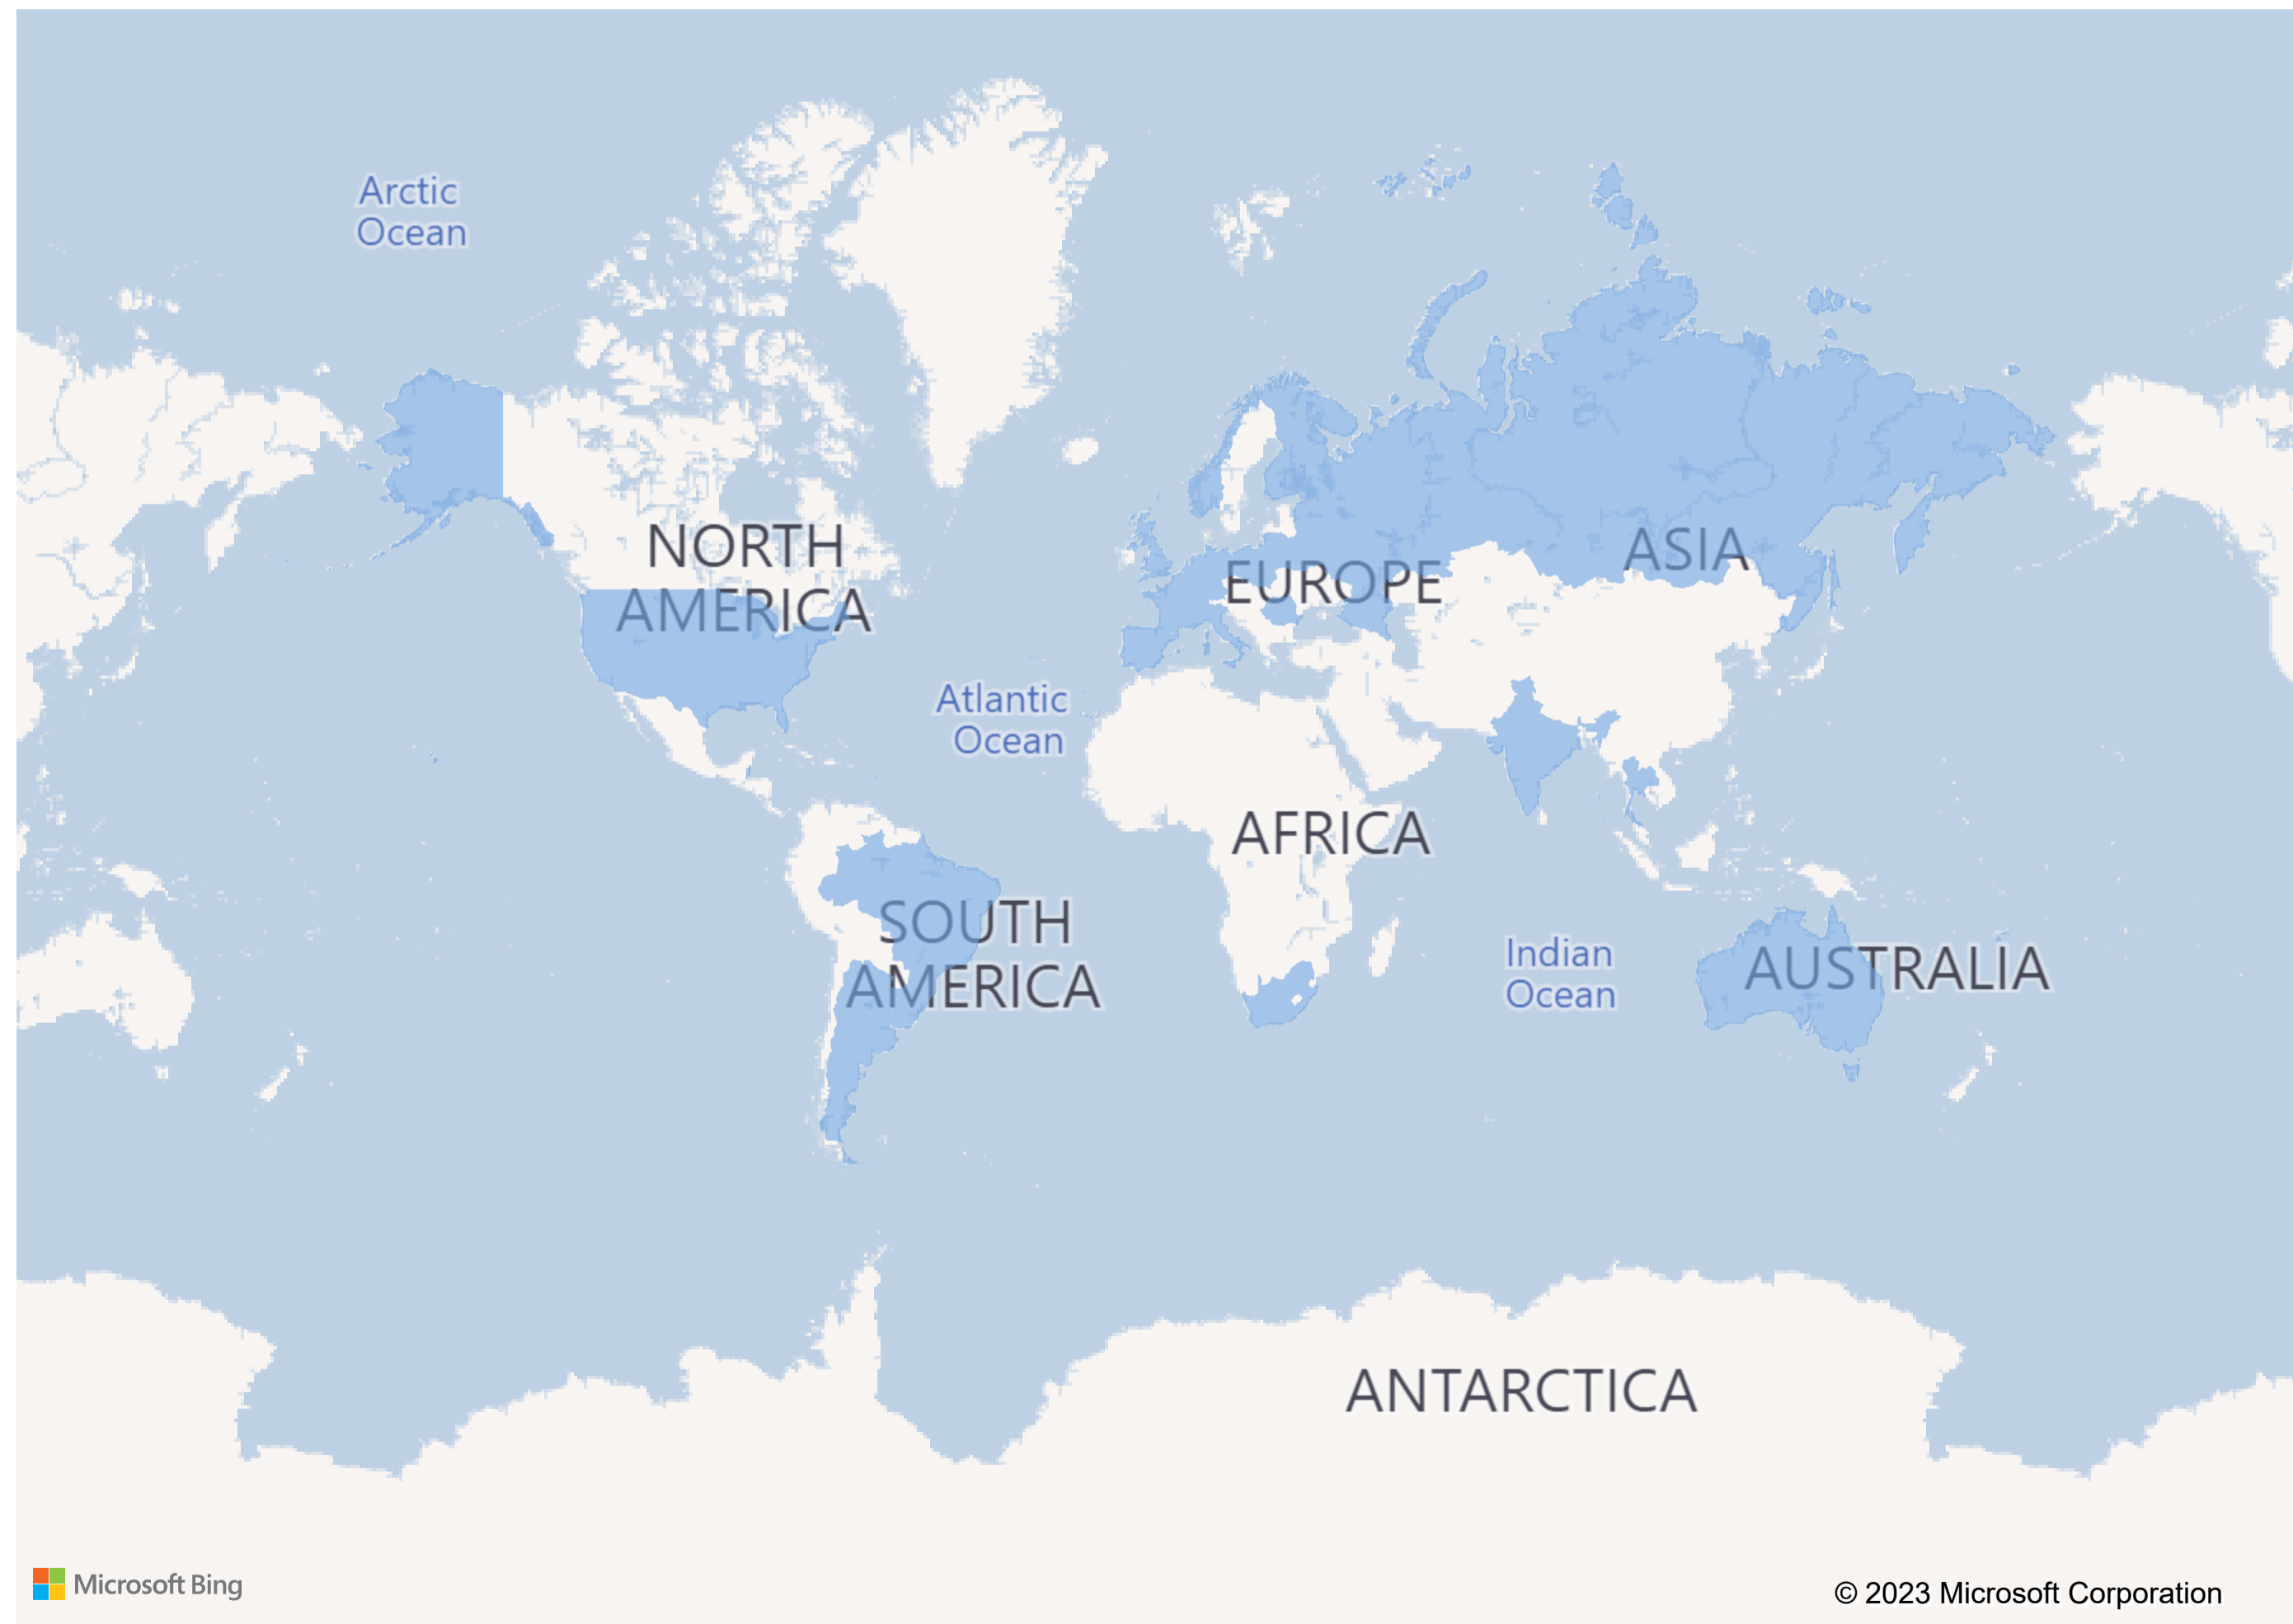 Arctic
Ocean
NORTH
AMERICA
EUROPE
ASIA
Atlantic
Ocean
AFRICA
SOUTH
AMERICA
Indian
Ocean
AUSTRALIA
ANTARCTICA
Microsoft Bing
© 2023 Microsoft Corporation